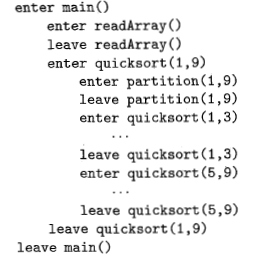 enter main()
enter readArray()
leave readArray()
enter quicksort(1,9)
enter partition(1,9)
leave partition(1,9)
enter quicksort(1,3)
...
leave quicksort(1,3)
enter quicksort(5,9)
...
leave quicksort(5,9)
leave quicksort(1,9)
leave main()